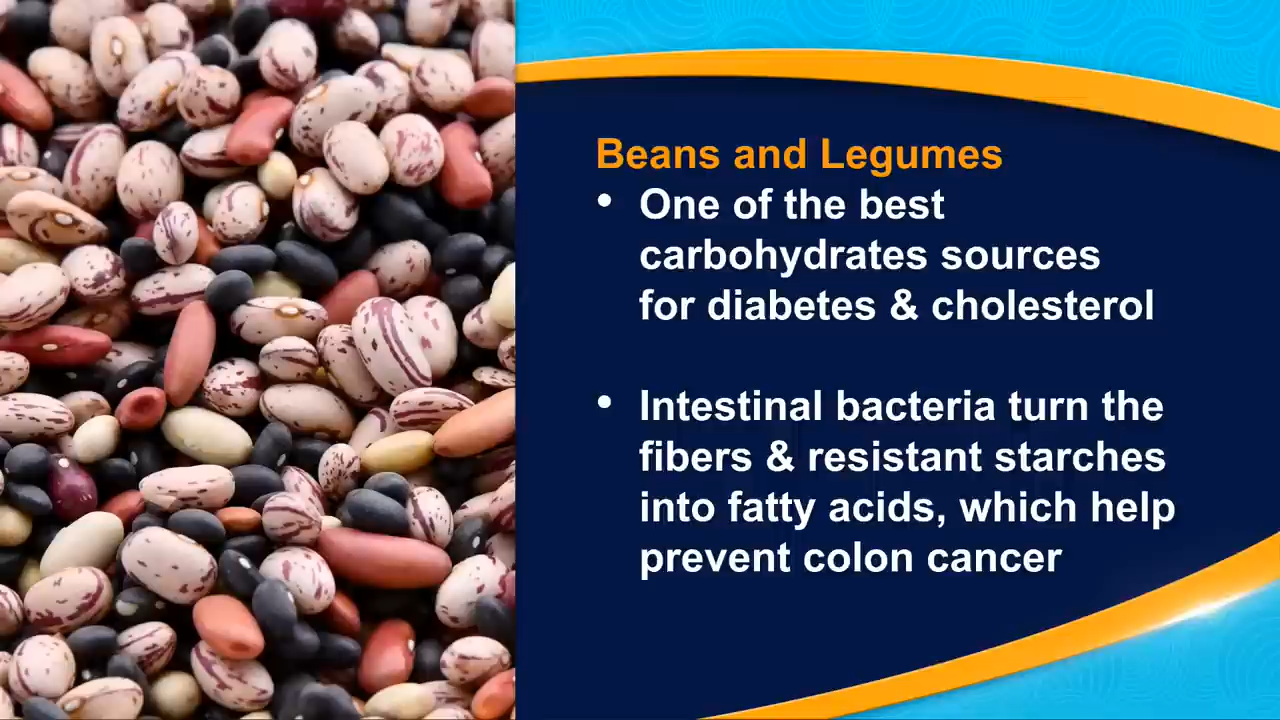 Beans and Legumes
• One of the best
carbohydrates sources
for diabetes & cholesterol
• Intestinal bacteria turn the
fibers & resistant starches
into fatty acids, which help
prevent colon cancer